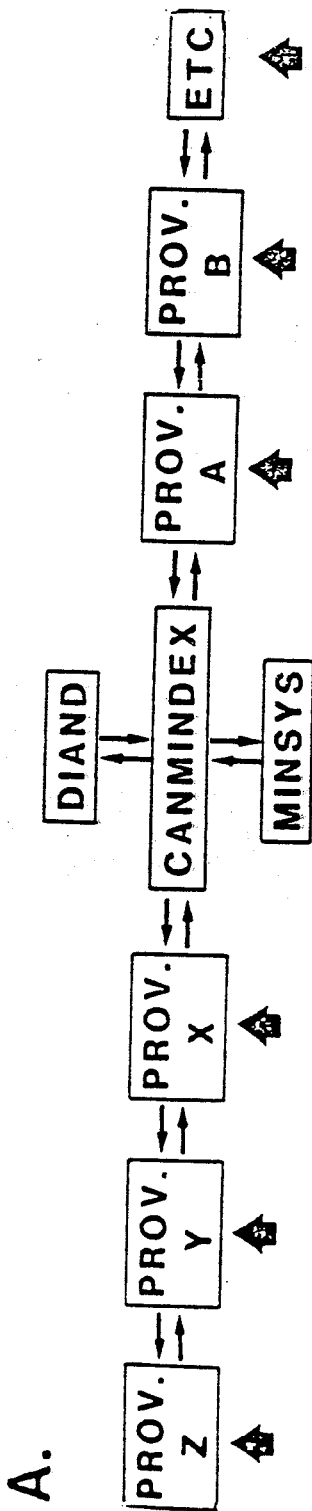 A.
PROV.
Z
PROV.
Y
PROV.
X
DIAND
CANMINDEX
MINSYS
PROV.
A
PROV.
B
ETC